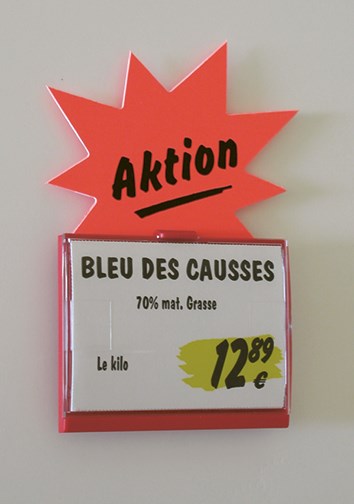 Aktion
BLEU DES CAUSSES
70% mat. Grasse
Le kilo
12 89 €